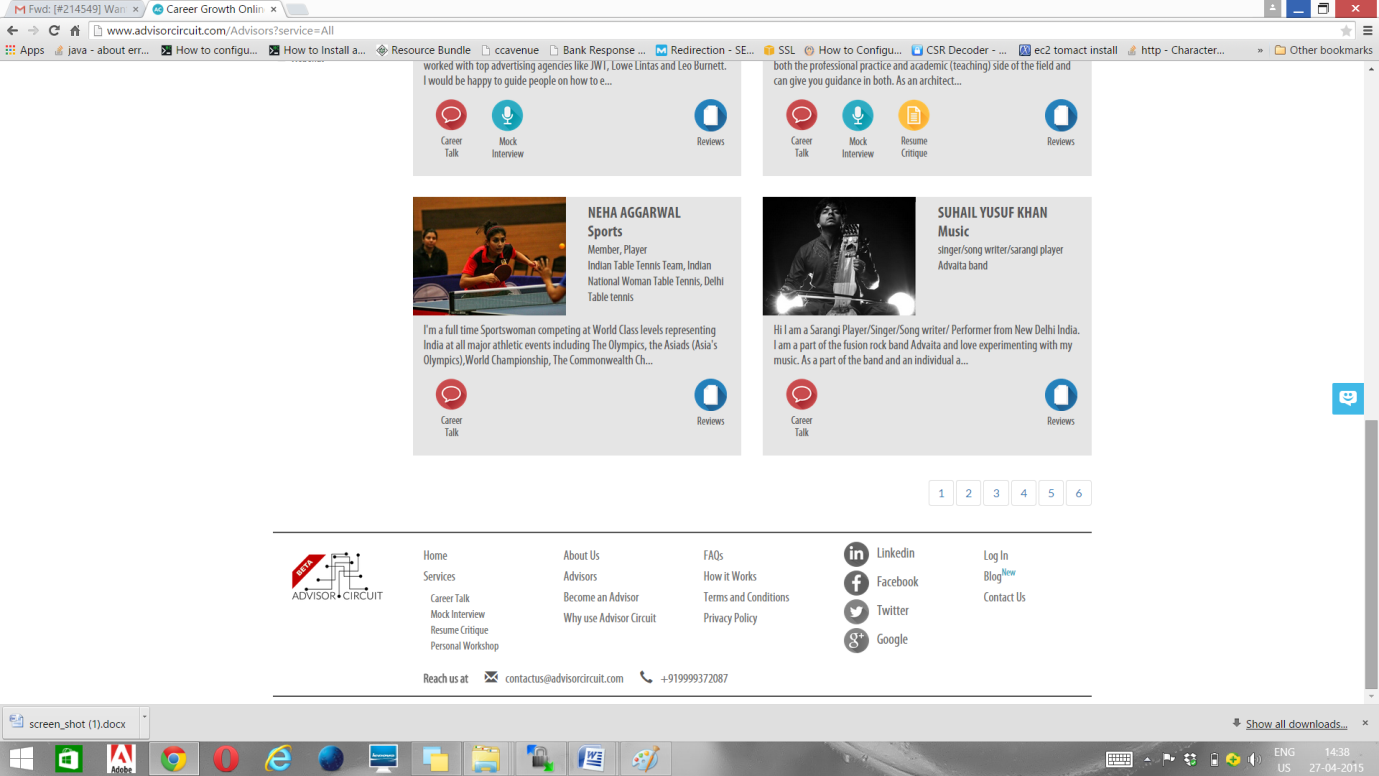 Fwd: [#214549] Wan
Career Growth Onlin
www.advisorcircuit.com/Advisors?service=All
Apps
java - about err...
How to configu...
How to Install a...
Resource Bundle
ccavenue
Bank Response ...
Redirection - SE...
SSL
How to Configu...
CSR Decoder - ...
ec2 tomact install
http - Character...
»
Other bookmarks
worked with top advertising agencies like JWT, Lowe Lintas and Leo Burnett.
I would be happy to guide people on how to e...
Career
Talk
Mock
Interview
Reviews
both the professional practice and academic (teaching) side of the field and
can give you guidance in both. As an architect...
Career
Talk
Mock
Interview
Resume
Critique
Reviews
NEHA AGGARWAL
Sports
Member, Player
Indian Table Tennis Team, Indian
National Woman Table Tennis, Delhi
Table tennis
I'm a full time Sportswoman competing at World Class levels representing
India at all major athletic events including The Olympics, the Asiads (Asia's
Olympics),World Championship, The Commonwealth Ch...
Career
Talk
Reviews
SUHAIL YUSUF KHAN
Music
singer/song writer/sarangi player
Advaita band
Hi I am a Sarangi Player/Singer/Song writer/ Performer from New Delhi India.
I am a part of the fusion rock band Advaita and love experimenting with my
music. As a part of the band and an individual a...
Career
Talk
Reviews
1 2 3 4 5 6
BETA
ADVISOR CIRCUIT
Home
Services
Career Talk
Mock Interview
Resume Critique
Personal Workshop
About Us
Advisors
Become an Advisor
Why use Advisor Circuit
FAQs
How it Works
Terms and Conditions
Privacy Policy
Linkedin
Facebook
Twitter
Google
Log In
Blog New
Contact Us
Reach us at contactus@advisorcircuit.com +919999372087
screen_shot (1).docx
Show all downloads...
Adobe
ENG
US
14:38
27-04-2015